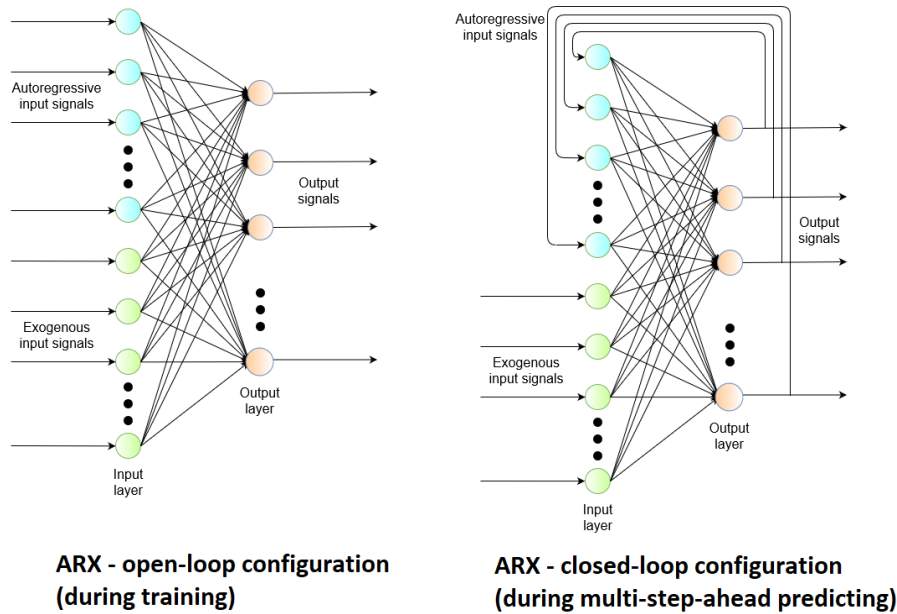 Autoregressive
input signals
Output
signals
Exogenous
input signals
Output
layer
Input
layer
ARX - open-loop configuration
(during training)
Autoregressive
input signals
Output
signals
Exogenous
input signals
Output
layer
Input
layer
ARX - closed-loop configuration
(during multi-step-ahead predicting)